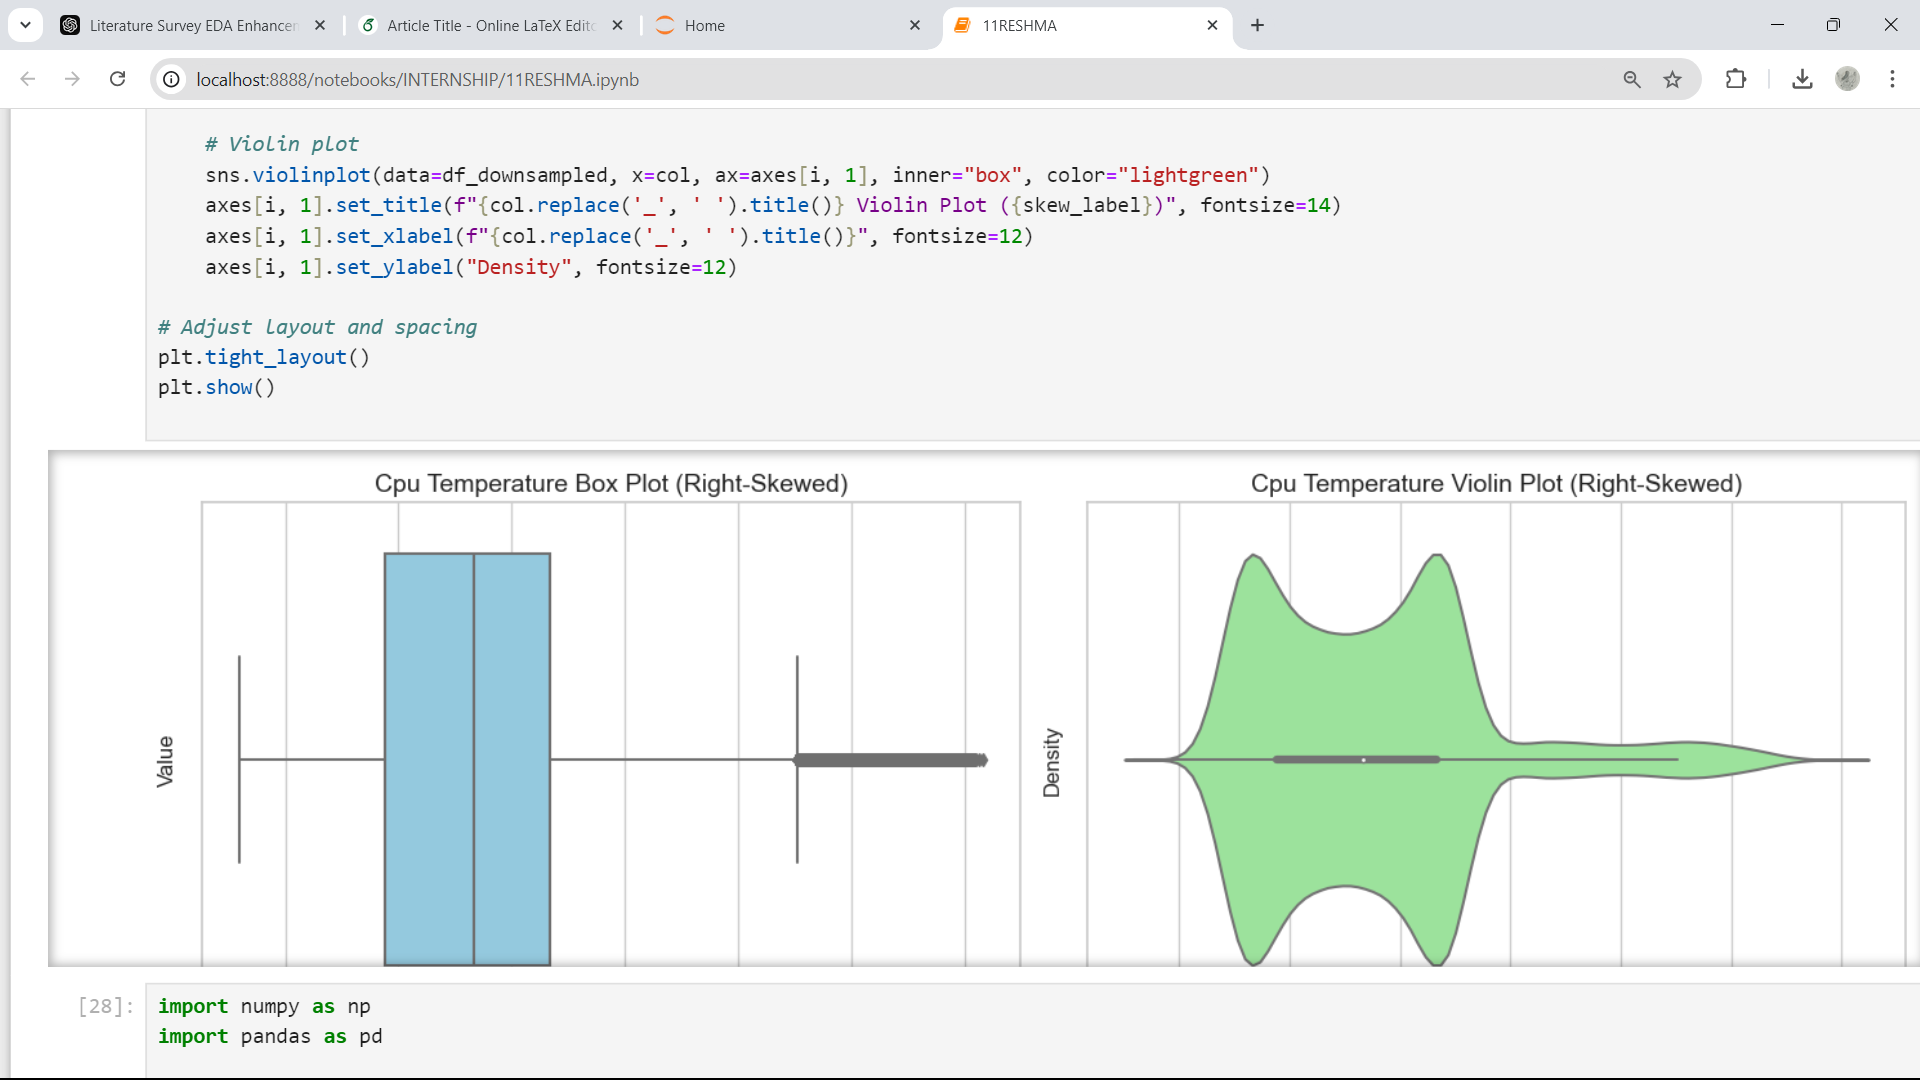 Literature Survey EDA Enhancen
Article Title - Online LaTeX Edit
Home
11RESHMA
localhost:8888/notebooks/INTERNSHIP/11RESHMA.ipynb
# Violin plot
sns.violinplot(data=df_downsampled, x=col, ax=axes[i, 1], inner="box", color="lightgreen")
axes[i, 1].set_title(f"{col.replace('_', ' ').title()} Violin Plot ({skew_label})", fontsize=14)
axes[i, 1].set_xlabel(f"{col.replace('_', ' ').title()}", fontsize=12)
axes[i, 1].set_ylabel("Density", fontsize=12)
# Adjust layout and spacing
plt.tight_layout()
plt.show()
Cpu Temperature Box Plot (Right-Skewed)
Value
Cpu Temperature Violin Plot (Right-Skewed)
Density
[28]:
import numpy as np
import pandas as pd